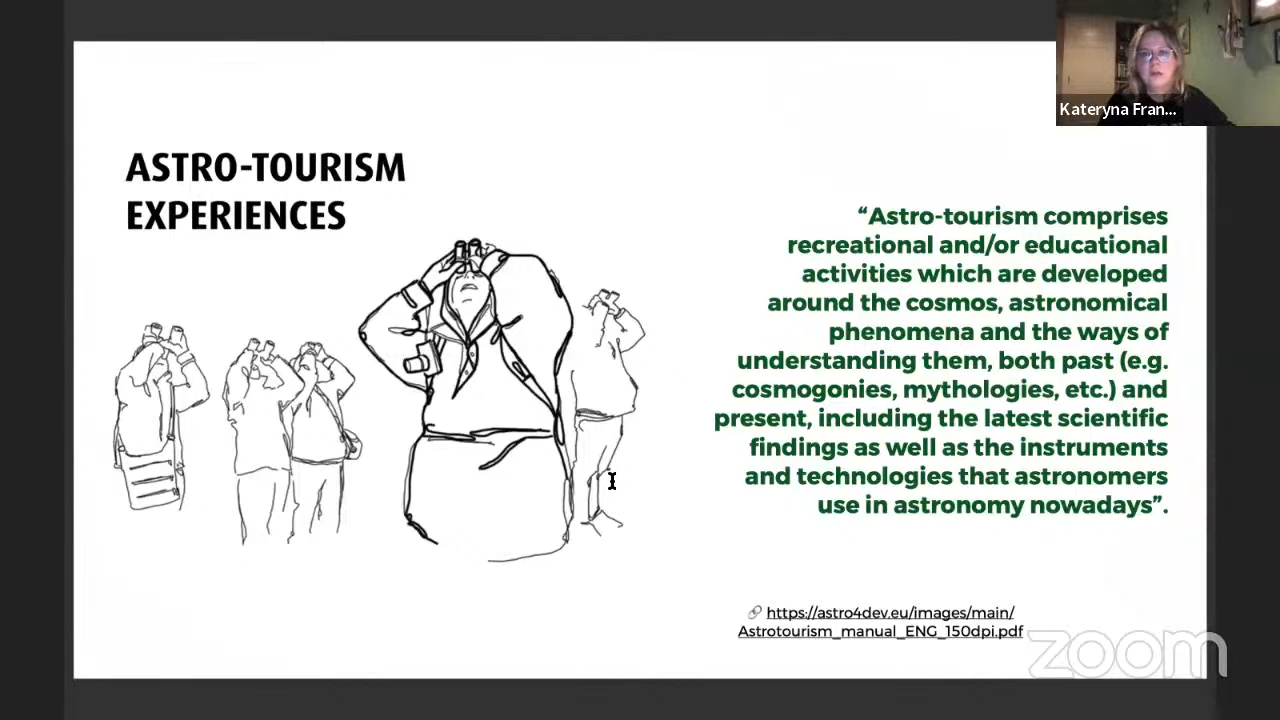 Kateryna Fran...
ASTRO-TOURISM
EXPERIENCES
“Astro-tourism comprises
recreational and/or educational
activities which are developed
around the cosmos, astronomical
phenomena and the ways of
understanding them, both past (e.g.
cosmogonies, mythologies, etc.) and
present, including the latest scientific
findings as well as the instruments
and technologies that astronomers
use in astronomy nowadays”.
https://astro4dev.eu/images/main/
Astrotourism_manual_ENG_150dpi.pdf
zoom